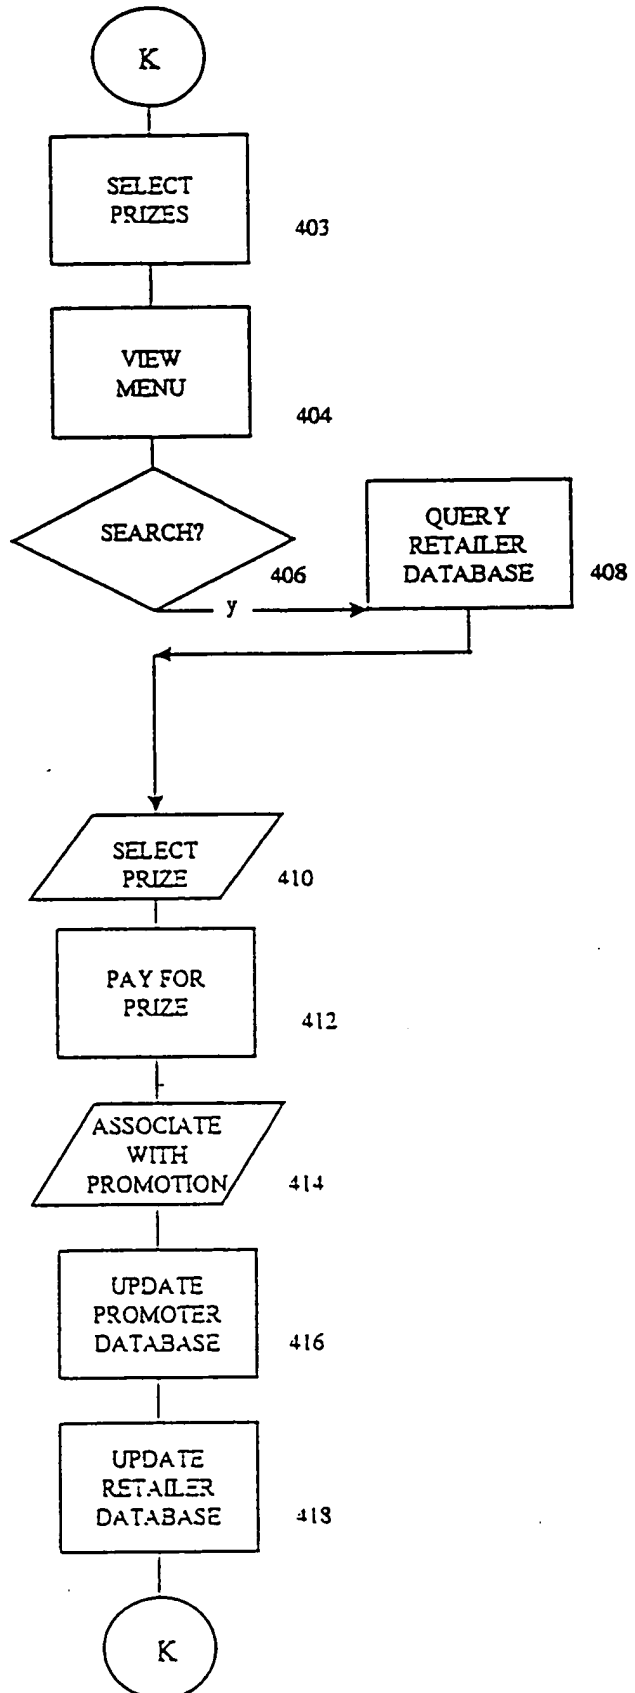 K
SELECT
PRIZES
403
VIEW
MENU
404
SEARCH?
406
y
QUERY
RETAILER
DATABASE
408
SELECT
PRIZE
410
PAY FOR
PRIZE
412
ASSOCIATE
WITH
PROMOTION
414
UPDATE
PROMOTER
DATABASE
416
UPDATE
RETAILER
DATABASE
418
K